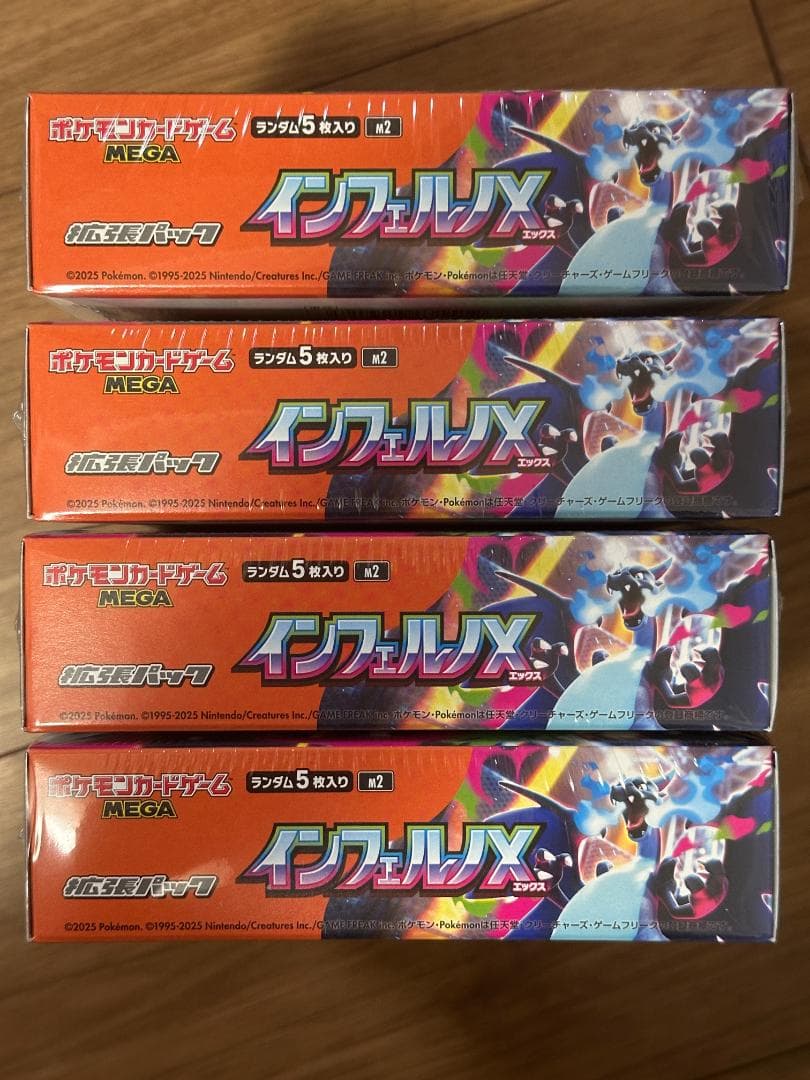 ポケモンカードゲーム
MEGA
ランダム5枚入り M2
インフェルノX
エックス
拡張パック
©2025 Pokémon. ©1995-2025 Nintendo/Creatures Inc./GAME FREAK inc. ポケモン・Pokémonは任天堂・クリーチャーズ・ゲームフリークの登録商標です。
ポケモンカードゲーム
MEGA
ランダム5枚入り M2
インフェルノX
エックス
拡張パック
©2025 Pokémon. ©1995-2025 Nintendo/Creatures Inc./GAME FREAK inc. ポケモン・Pokémonは任天堂・クリーチャーズ・ゲームフリークの登録商標です。
ポケモンカードゲーム
MEGA
ランダム5枚入り M2
インフェルノX
エックス
拡張パック
©2025 Pokémon. ©1995-2025 Nintendo/Creatures Inc./GAME FREAK inc. ポケモン・Pokémonは任天堂・クリーチャーズ・ゲームフリークの登録商標です。
ポケモンカードゲーム
MEGA
ランダム5枚入り M2
インフェルノX
エックス
拡張パック
©2025 Pokémon. ©1995-2025 Nintendo/Creatures Inc./GAME FREAK inc. ポケモン・Pokémonは任天堂・クリーチャーズ・ゲームフリークの登録商標です。